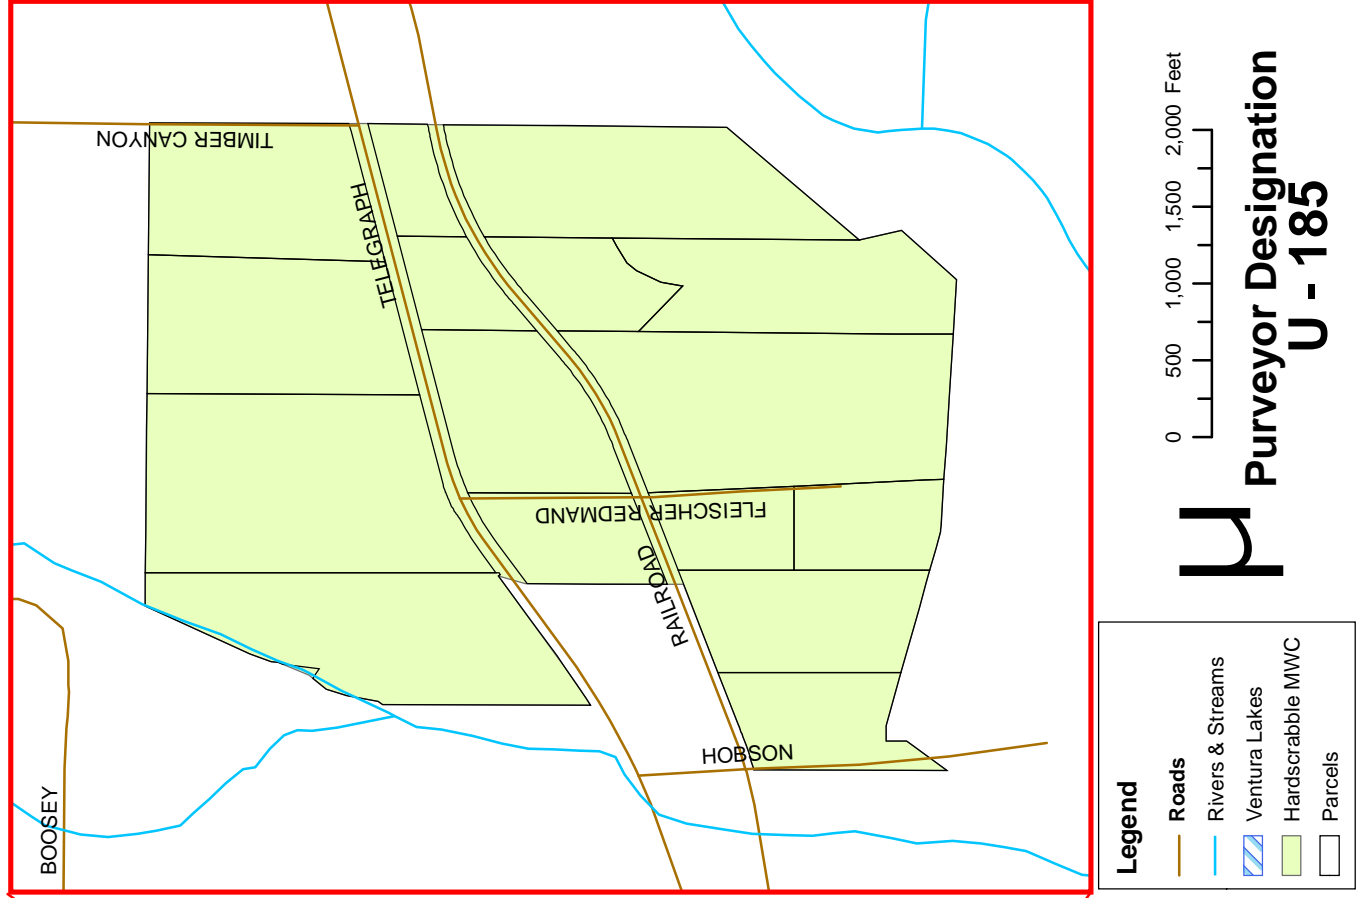 TIMBER CANYON
TELEGRAPH
FLEISCHER REDMAND
RAILROAD
HOBSON
BOOSEY
0 500 1,000 1,500 2,000 Feet
Purveyor Designation
U - 185
Legend
Roads
Rivers & Streams
Ventura Lakes
Hardscrabble MWC
Parcels